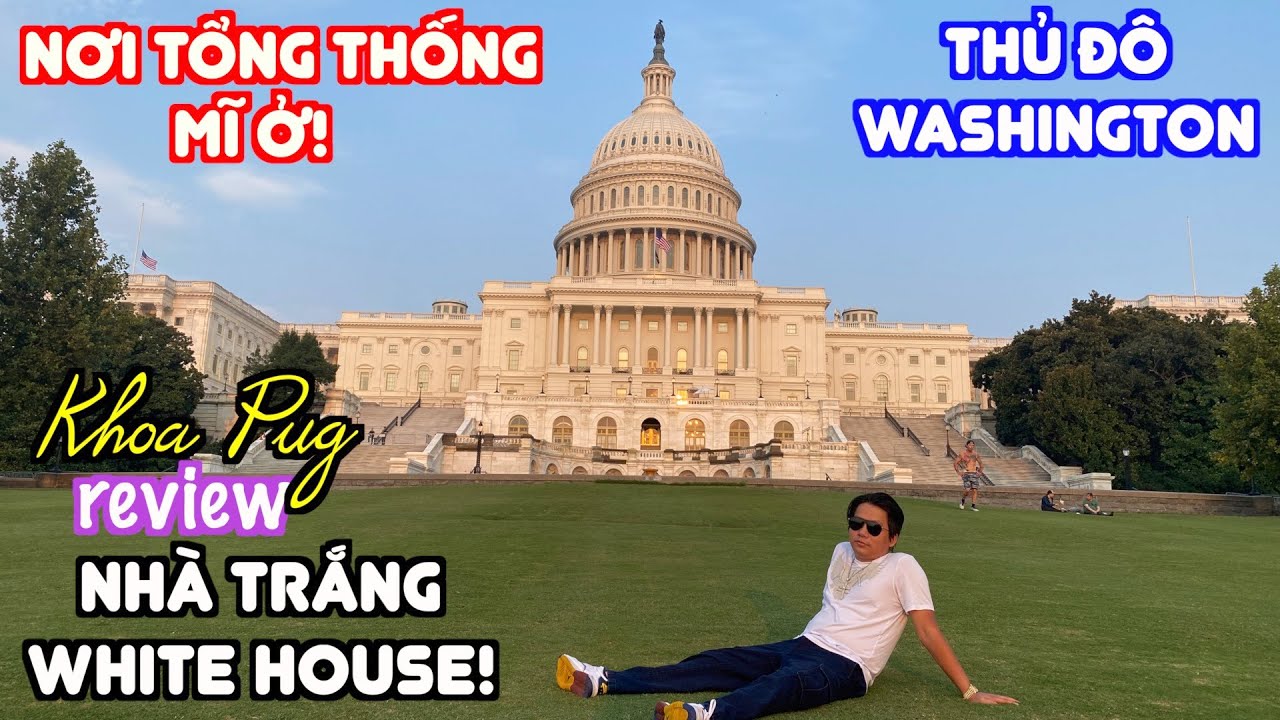 NƠI TỔNG THỐNG
MĨ Ở!
THỦ ĐÔ
WASHINGTON
Khoa Pug
review
NHÀ TRẮNG
WHITE HOUSE!